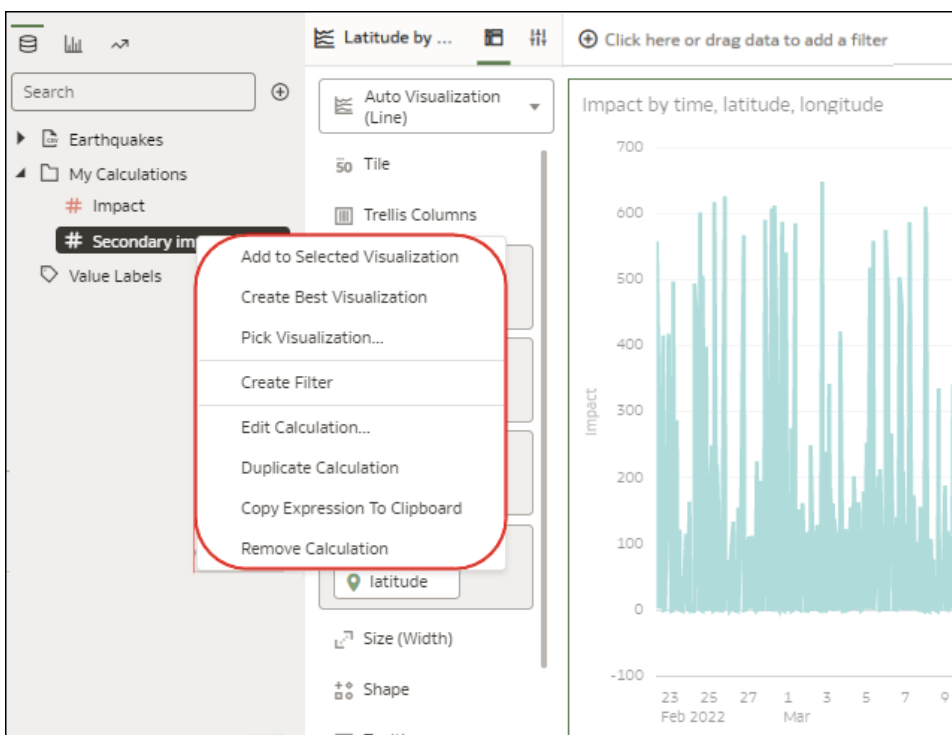 Latitude by ...
Click here or drag data to add a filter
Search
Earthquakes
My Calculations
Impact
Secondary im
Value Labels
Add to Selected Visualization
Create Best Visualization
Pick Visualization...
Create Filter
Edit Calculation...
Duplicate Calculation
Copy Expression To Clipboard
Remove Calculation
Auto Visualization
(Line)
50 Tile
Trellis Columns
latitude
Size (Width)
Shape
Impact by time, latitude, longitude
Impact
700
600
500
400
300
200
100
0
-100
23 25 27 1 3 5 7 9
Feb 2022 Mar